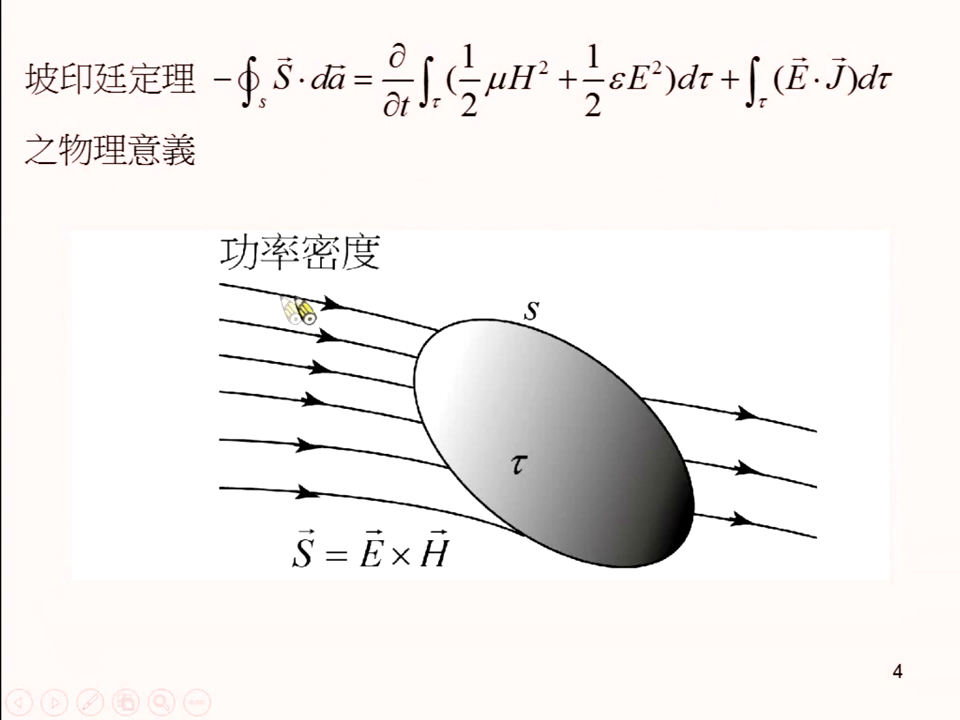 坡印廷定理 $-\oint_s \vec{S} \cdot d\vec{a} = \frac{\partial}{\partial t} \int_\tau (\frac{1}{2} \mu H^2 + \frac{1}{2} \varepsilon E^2) d\tau + \int_\tau (\vec{E} \cdot \vec{J}) d\tau$
之物理意義
功率密度
s
τ
$\vec{S} = \vec{E} \times \vec{H}$
4